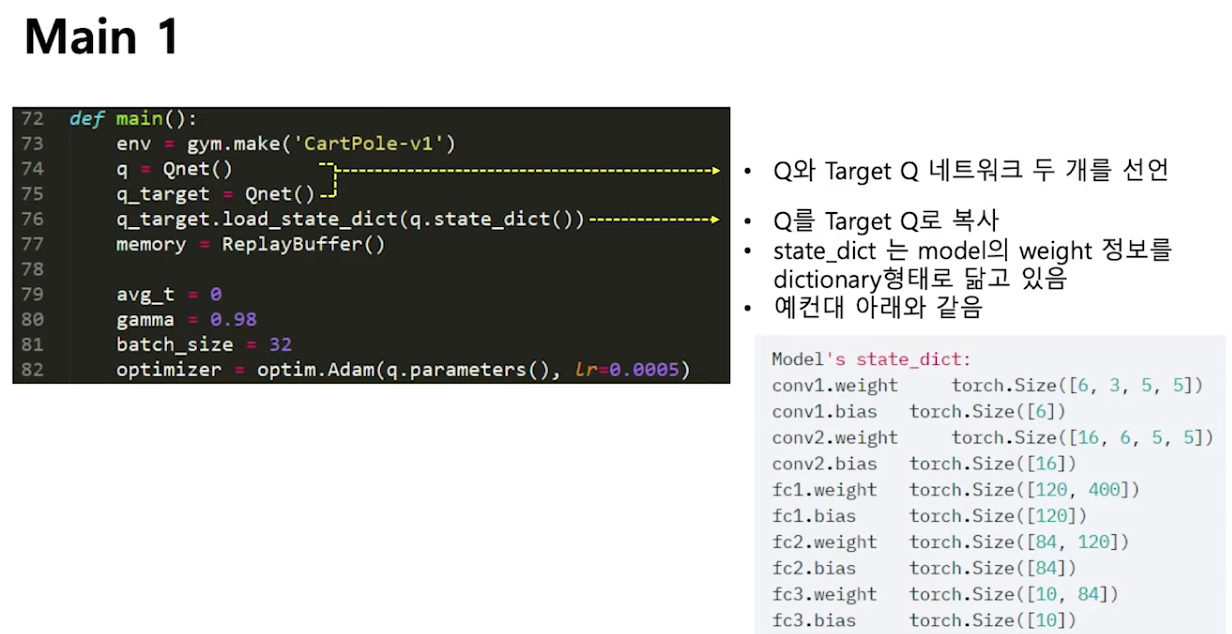 Main 1
72 def main():
73 env = gym.make('CartPole-v1')
74 q = Qnet()
75 q_target = Qnet()
76 q_target.load_state_dict(q.state_dict())
77 memory = ReplayBuffer()
78
79 avg_t = 0
80 gamma = 0.98
81 batch_size = 32
82 optimizer = optim.Adam(q.parameters(), lr=0.0005)
• Q와 Target Q 네트워크 두 개를 선언
• Q를 Target Q로 복사
• state_dict 는 model의 weight 정보를
dictionary형태로 닮고 있음
• 예컨대 아래와 같음
Model's state_dict:
conv1.weight torch.Size([6, 3, 5, 5])
conv1.bias torch.Size([6])
conv2.weight torch.Size([16, 6, 5, 5])
conv2.bias torch.Size([16])
fc1.weight torch.Size([120, 400])
fc1.bias torch.Size([120])
fc2.weight torch.Size([84, 120])
fc2.bias torch.Size([84])
fc3.weight torch.Size([10, 84])
fc3.bias torch.Size([10])